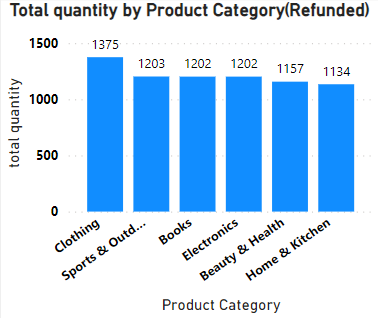 Total quantity by Product Category(Refunded)
total quantity
1500
1000
500
0
1375
1203
1202
1202
1157
1134
Clothing
Sports & Outd...
Books
Electronics
Beauty & Health
Home & Kitchen
Product Category